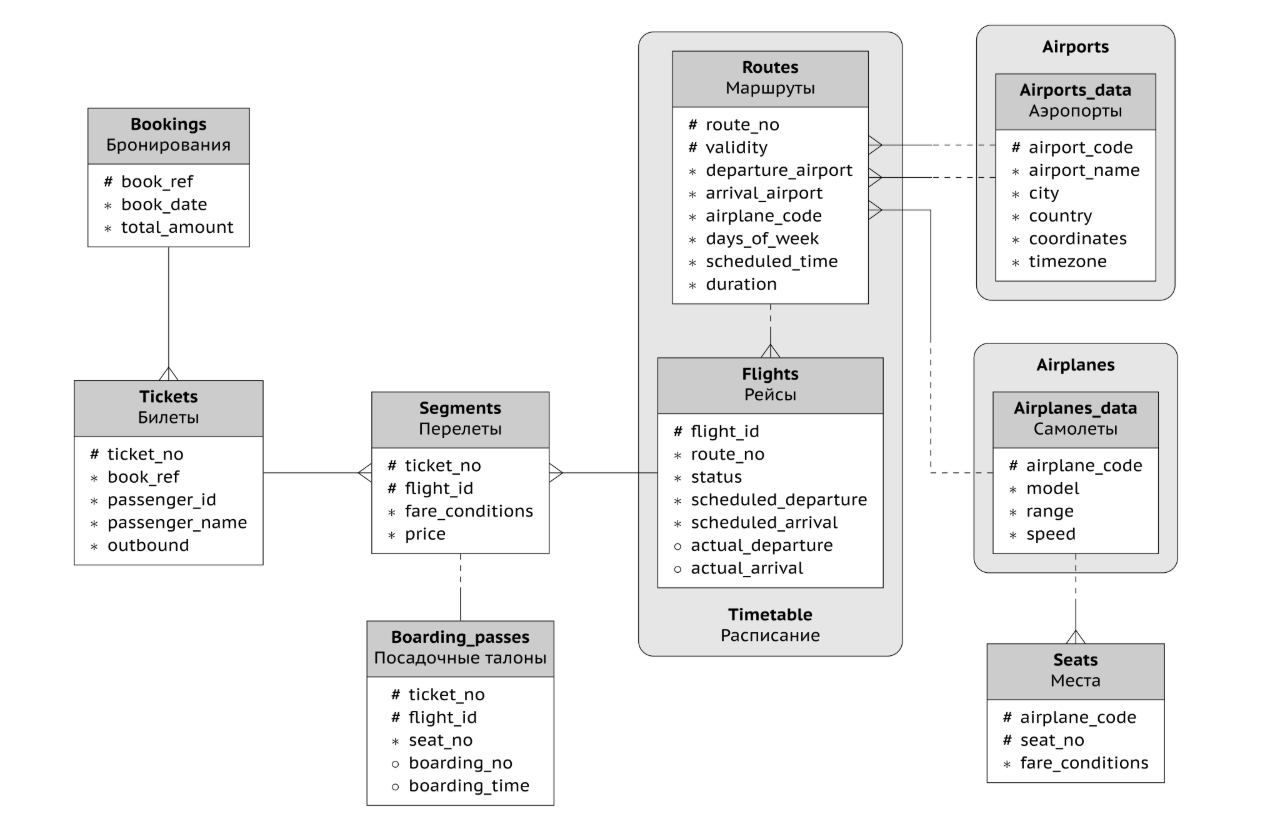 Bookings
Бронирования
# book_ref
* book_date
* total_amount
Tickets
Билеты
# ticket_no
* book_ref
* passenger_id
* passenger_name
* outbound
Segments
Перелеты
# ticket_no
# flight_id
* fare_conditions
* price
Boarding_passes
Посадочные талоны
# ticket_no
# flight_id
* seat_no
○ boarding_no
○ boarding_time
Routes
Маршруты
# route_no
# validity
* departure_airport
* arrival_airport
* airplane_code
* days_of_week
* scheduled_time
* duration
Flights
Рейсы
# flight_id
* route_no
* status
* scheduled_departure
* scheduled_arrival
○ actual_departure
○ actual_arrival
Timetable
Расписание
Airports
Airports_data
Аэропорты
# airport_code
* airport_name
* city
* country
* coordinates
* timezone
Airplanes
Airplanes_data
Самолеты
# airplane_code
* model
* range
* speed
Seats
Места
# airplane_code
# seat_no
* fare_conditions